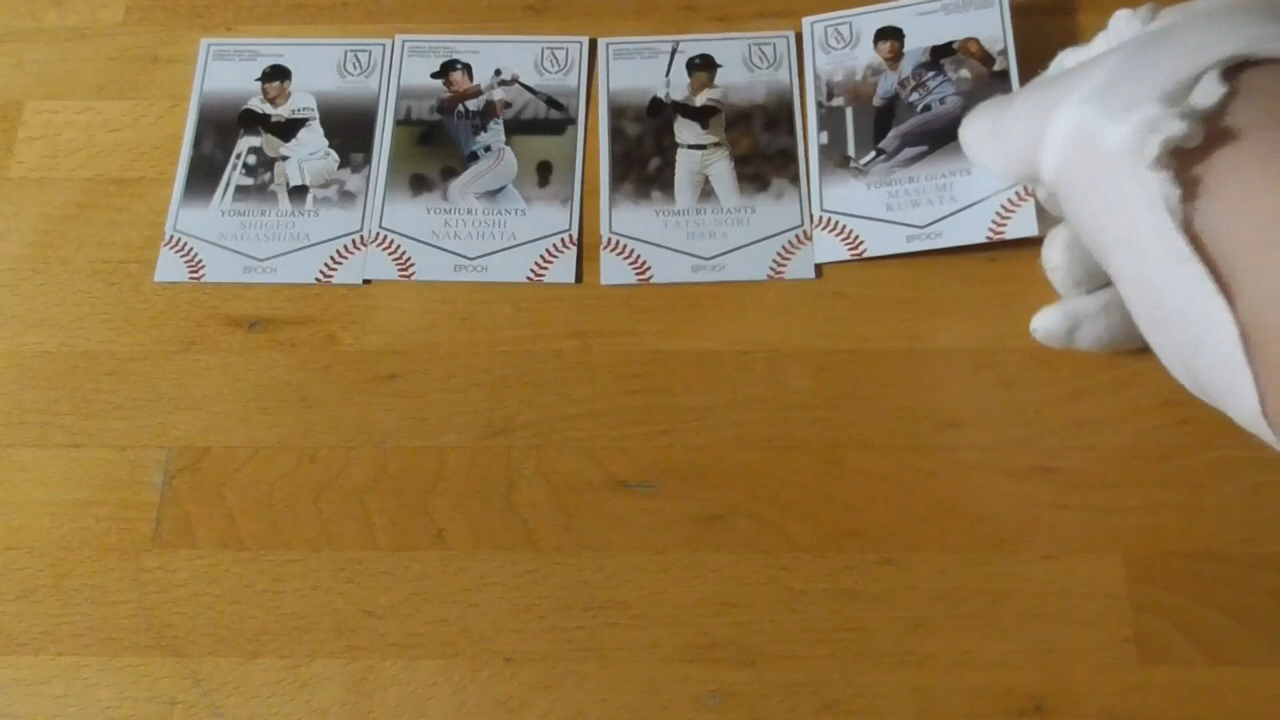 YOMIURI GIANTS
SHIGEO
NAGASHIMA
EPOCH
YOMIURI GIANTS
KIYOSHI
NAKAHATA
EPOCH
YOMIURI GIANTS
TATSUNORI
HARA
EPOCH
YOMIURI GIANTS
MASUMI
KUWATA
EPOCH